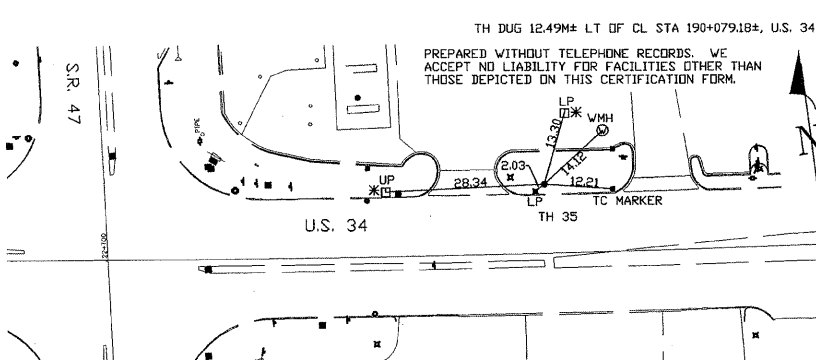 TH DUG 12.49M± LT OF CL STA 190+079.18±, U.S. 34
PREPARED WITHOUT TELEPHONE RECORDS. WE
ACCEPT NO LIABILITY FOR FACILITIES OTHER THAN
THOSE DEPICTED ON THIS CERTIFICATION FORM.
S.R. 47
PIPE
LP
WMH
W
N
13.30
14.12
2.03
UP
28.34
12.21
LP
TC MARKER
TH 35
U.S. 34
22+700